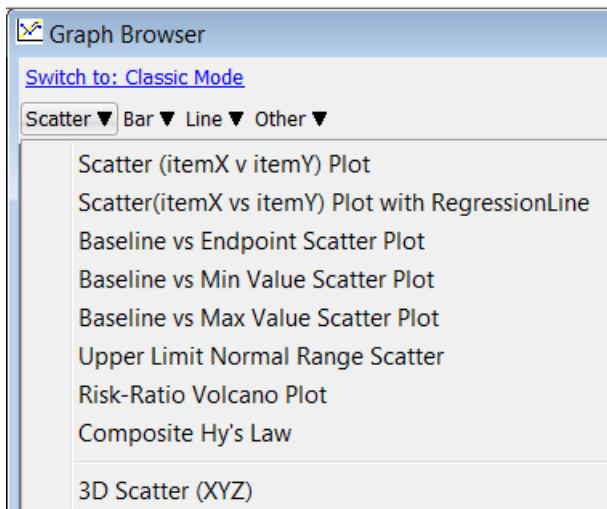 Graph Browser
Switch to: Classic Mode
Scatter ▼ Bar ▼ Line ▼ Other ▼
Scatter (itemX v itemY) Plot
Scatter(itemX vs itemY) Plot with RegressionLine
Baseline vs Endpoint Scatter Plot
Baseline vs Min Value Scatter Plot
Baseline vs Max Value Scatter Plot
Upper Limit Normal Range Scatter
Risk-Ratio Volcano Plot
Composite Hy's Law
3D Scatter (XYZ)